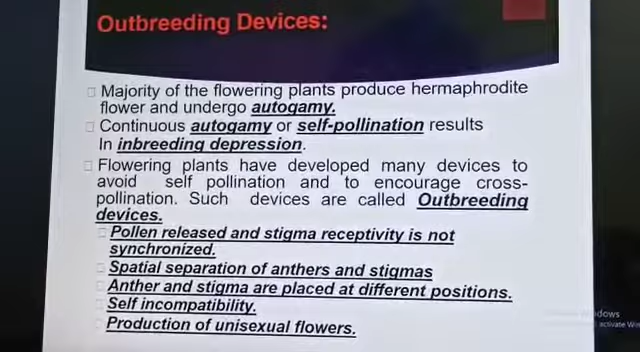 Outbreeding Devices:
Majority of the flowering plants produce hermaphrodite
flower and undergo autogamy.
Continuous autogamy or self-pollination results
In inbreeding depression.
Flowering plants have developed many devices to
avoid self pollination and to encourage cross-
pollination. Such devices are called Outbreeding
devices.
Pollen released and stigma receptivity is not
synchronized.
Spatial separation of anthers and stigmas
Anther and stigma are placed at different positions.
Self incompatibility.
Production of unisexual flowers.
activate